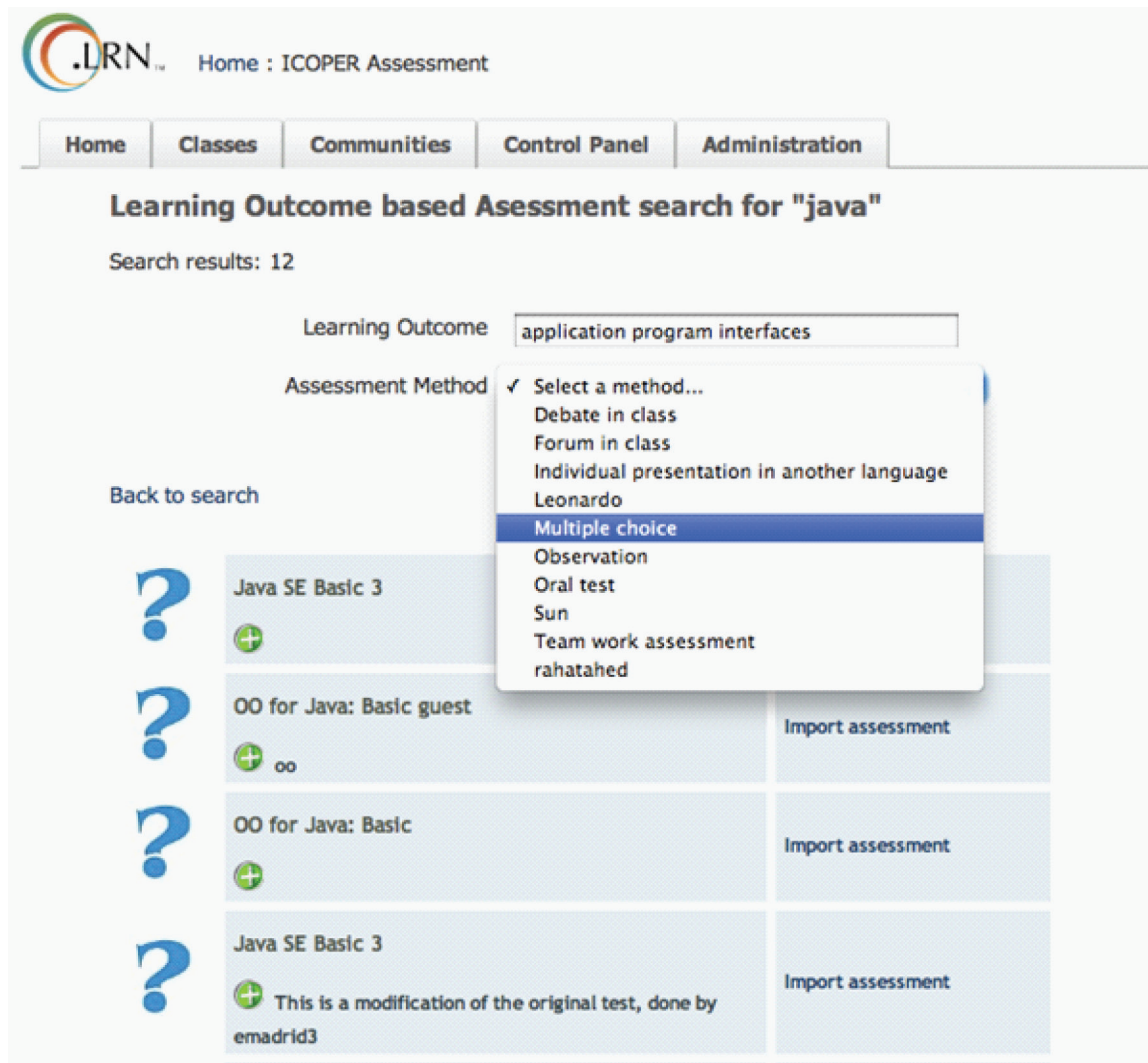 .LRN™ Home : ICOPER Assessment
Home Classes Communities Control Panel Administration
Learning Outcome based Asessment search for "java"
Search results: 12
Learning Outcome application program interfaces
Assessment Method ✓ Select a method...
Debate in class
Forum in class
Individual presentation in another language
Leonardo
Multiple choice
Observation
Oral test
Sun
Team work assessment
rahatahed
Back to search
Java SE Basic 3
OO for Java: Basic guest
oo
Import assessment
OO for Java: Basic
Import assessment
Java SE Basic 3
This is a modification of the original test, done by
emadrid3
Import assessment